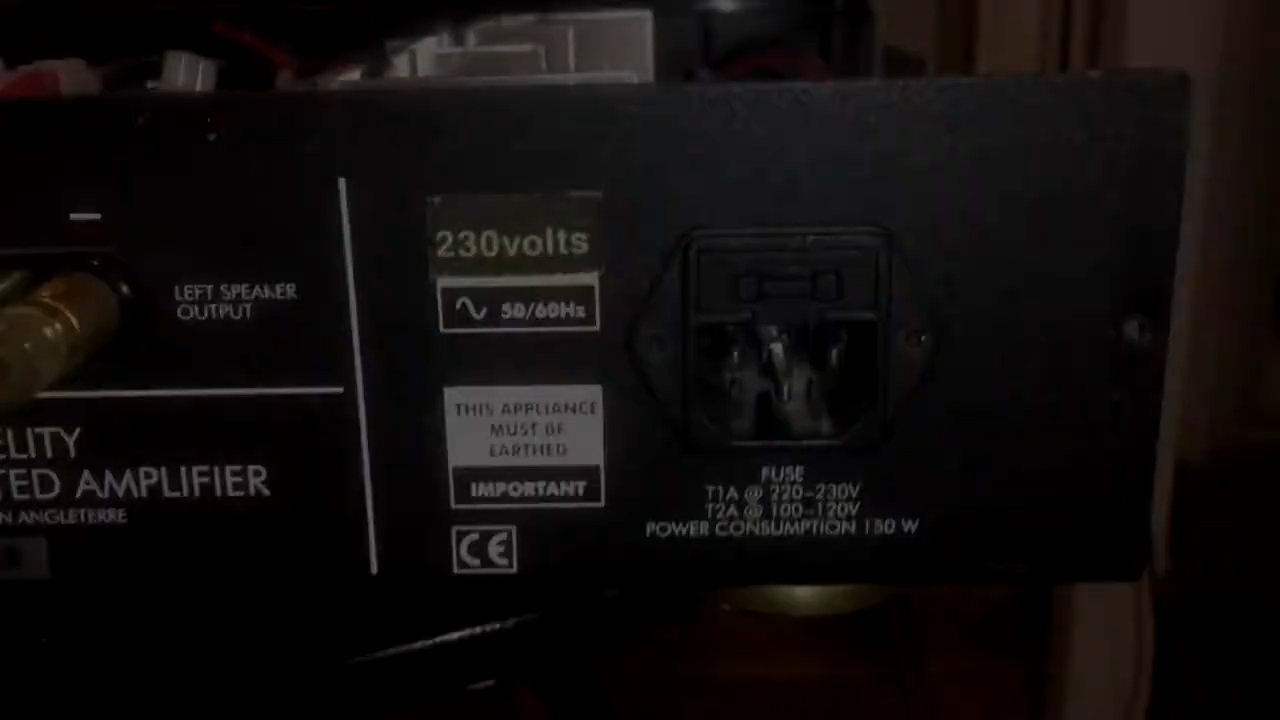 230volts
50/60Hz
LEFT SPEAKER
OUTPUT
THIS APPLIANCE
MUST BE
EARTHED
IMPORTANT
CE
ELITY
TED AMPLIFIER
N ANGLETERRE
FUSE
T1A @ 220-230V
T2A @ 100-120V
POWER CONSUMPTION 150 W